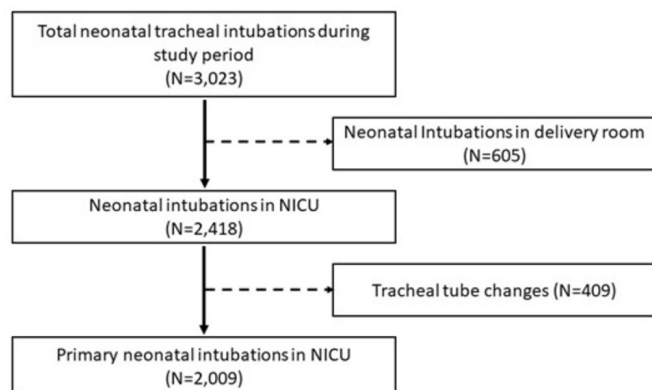 Total neonatal tracheal intubations during
study period
(N=3,023)
Neonatal Intubations in delivery room
(N=605)
Neonatal intubations in NICU
(N=2,418)
Tracheal tube changes (N=409)
Primary neonatal intubations in NICU
(N=2,009)